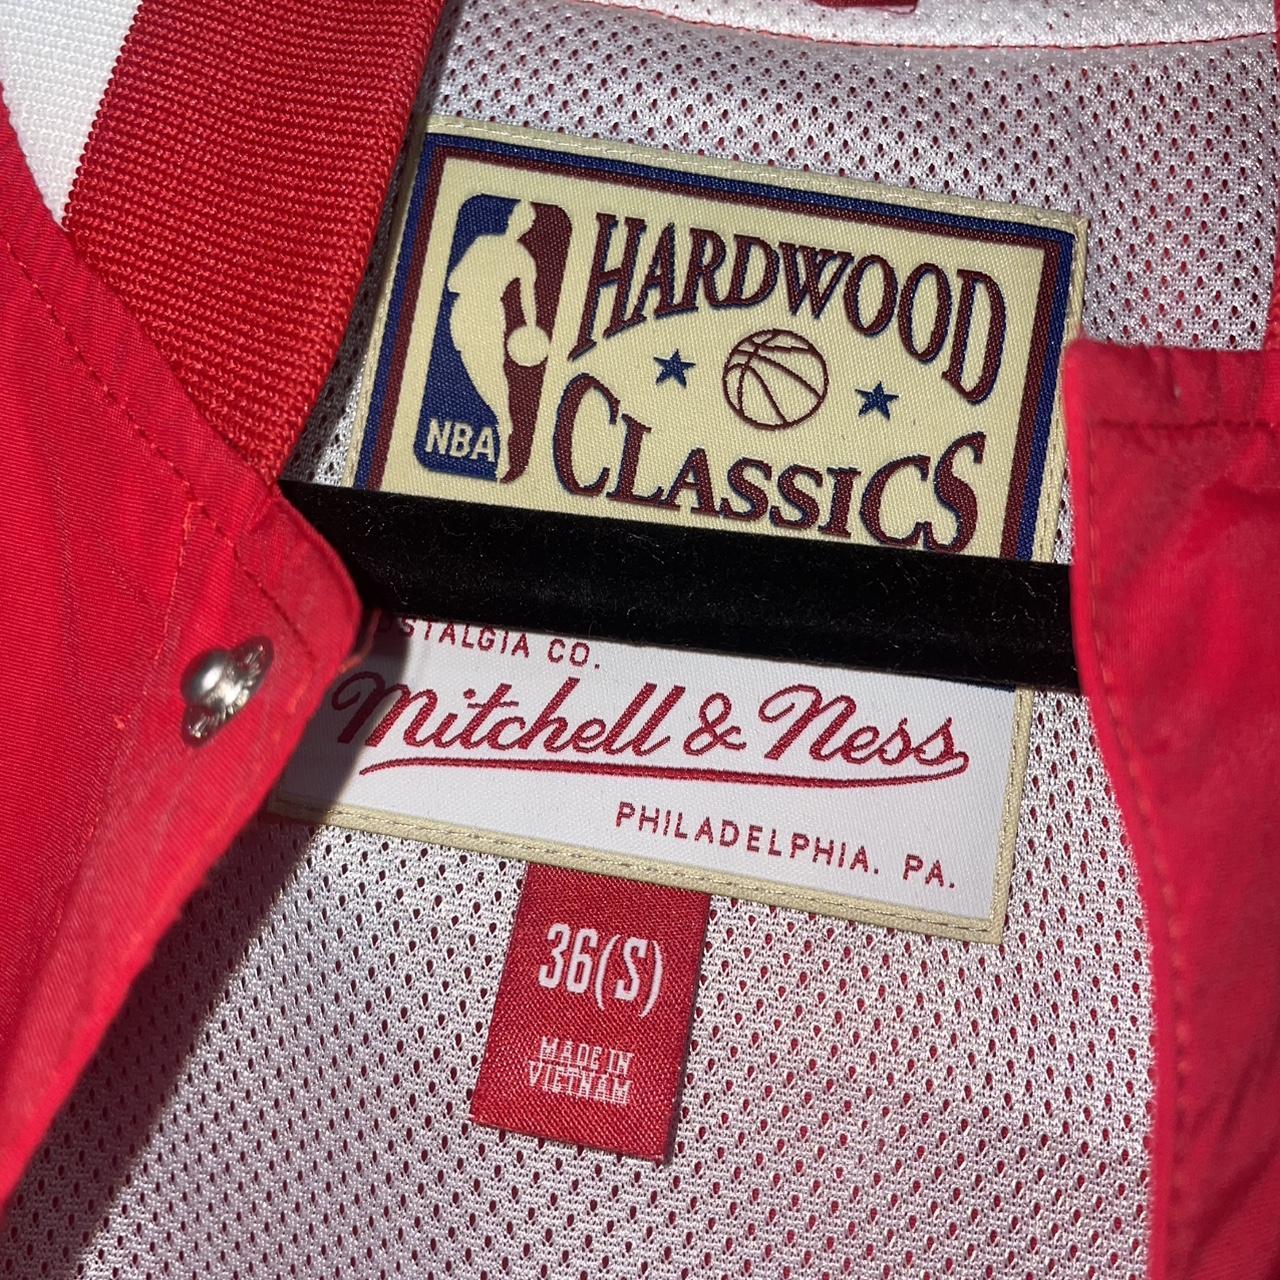 NBA
HARDWOOD
CLASSICS
STALGIA CO.
Mitchell & Ness
PHILADELPHIA. PA.
36(S)
MADE IN
VIETNAM